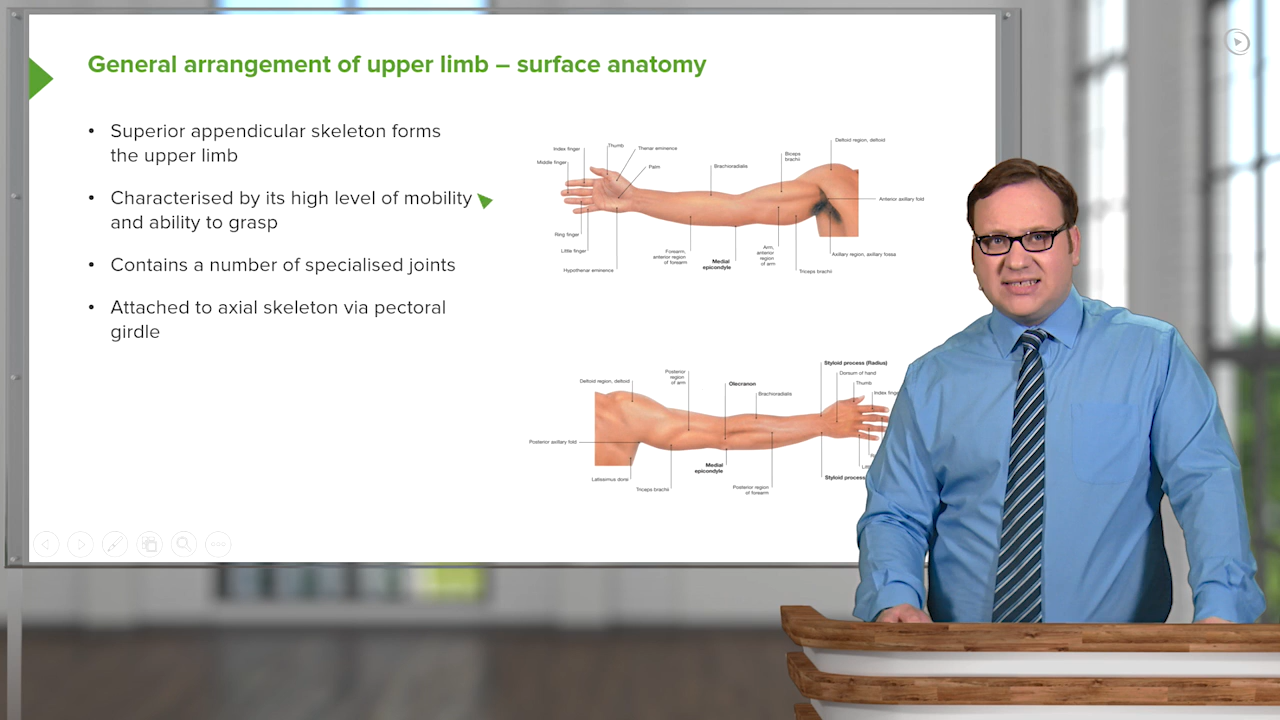 General arrangement of upper limb – surface anatomy
• Superior appendicular skeleton forms
the upper limb
• Characterised by its high level of mobility
and ability to grasp
• Contain a number of specialised joints
• Attached to axial skeleton via pectoral
girdle
Deltoid region, deltoid
Thumb
Index finger
Thenar eminence
Biceps
brachii
Middle finger
Palm
Brachioradialis
Anterior axillary fold
Ring finger
Little finger
Forearm,
anterior region
of forearm
Arm,
anterior
region
of arm
Axillary region, axillary fossa
Medial
epicondyle
Hypothenar eminence
Triceps brachii
Styloid process (Radius)
Posterior
region
of arm
Dorsum of hand
Deltoid region, deltoid
Olecranon
Thumb
Brachioradialis
Index
Posterior axillary fold
Medial
epicondyle
Latissimus dorsi
Styloid process
Triceps brachii
Posterior region
of forearm